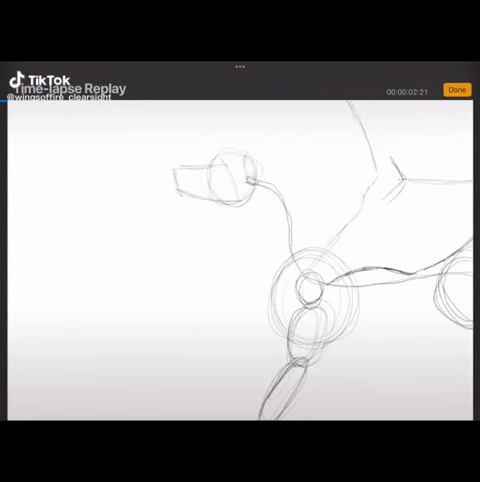 TikTok
Time-lapse Replay
@wingsoffire_clearsight
00:00:02:21
Done